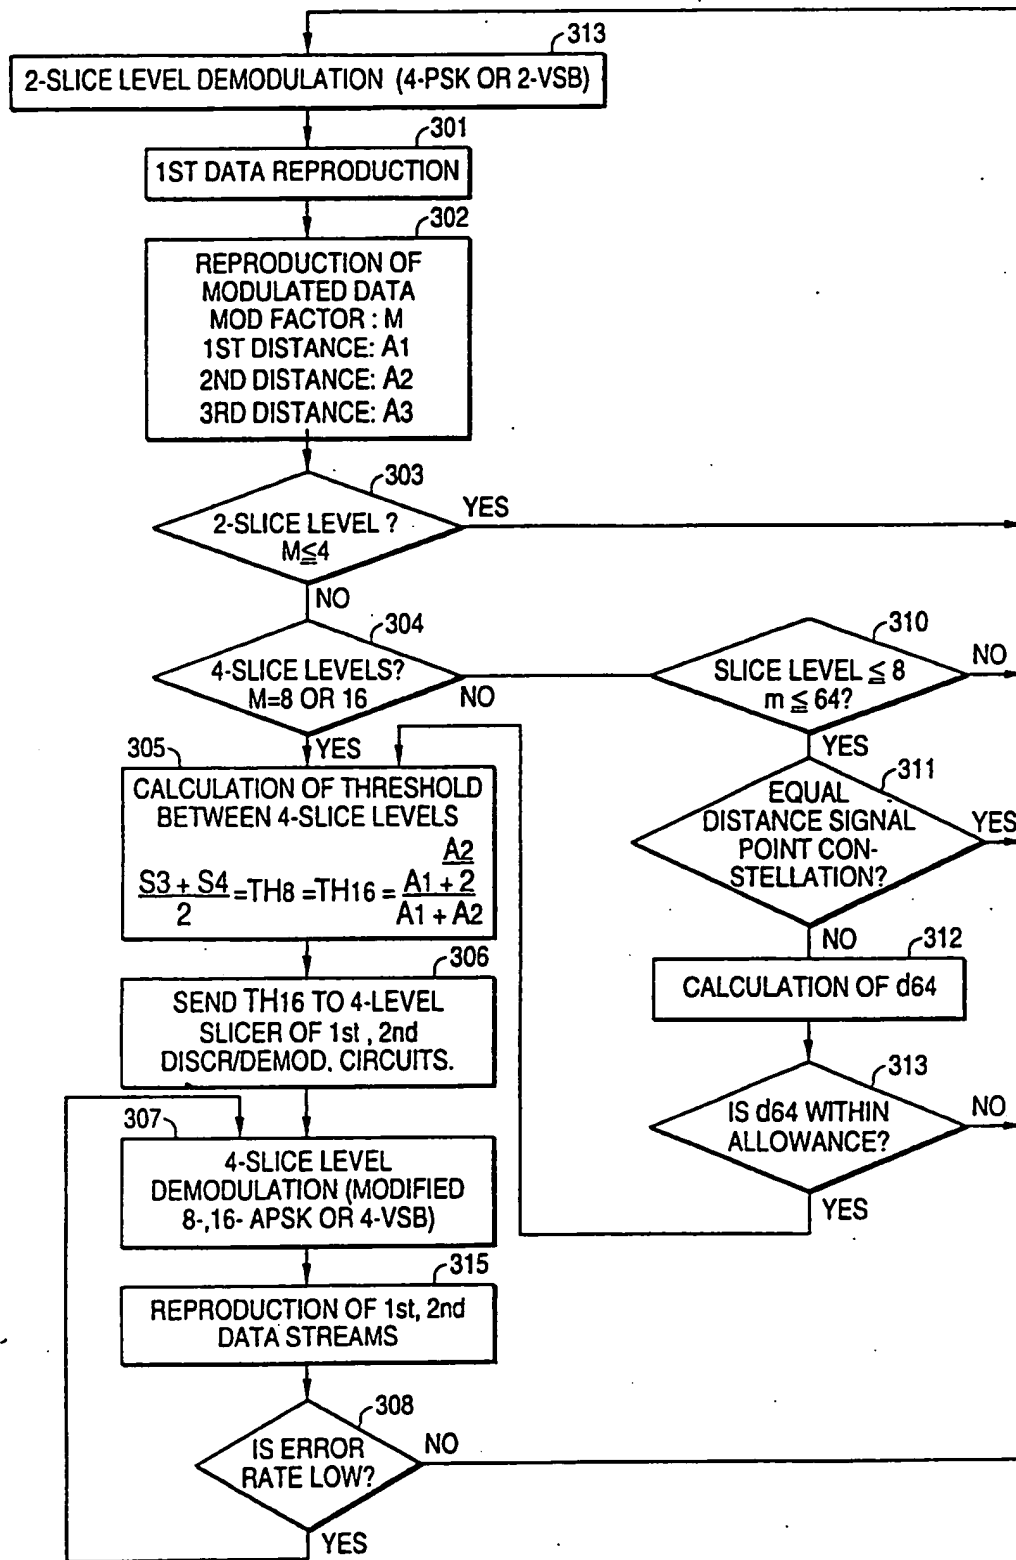 313
2-SLICE LEVEL DEMODULATION (4-PSK OR 2-VSB)
301
1ST DATA REPRODUCTION
302
REPRODUCTION OF
MODULATED DATA
MOD FACTOR : M
1ST DISTANCE: A1
2ND DISTANCE: A2
3RD DISTANCE: A3
303
2-SLICE LEVEL ?
M≦4
YES
NO
304
4-SLICE LEVELS?
M=8 OR 16
NO
YES
310
SLICE LEVEL ≦ 8
m ≦ 64?
NO
YES
305
CALCULATION OF THRESHOLD
BETWEEN 4-SLICE LEVELS
A2
S3 + S4 A1 + 2
=TH8 =TH16 =
2 A1 + A2
311
EQUAL
DISTANCE SIGNAL
POINT CON-
STELLATION?
YES
NO
306
SEND TH16 TO 4-LEVEL
SLICER OF 1st , 2nd
DISCR/DEMOD. CIRCUITS.
312
CALCULATION OF d64
313
IS d64 WITHIN
ALLOWANCE?
NO
YES
307
4-SLICE LEVEL
DEMODULATION (MODIFIED
8-,16- APSK OR 4-VSB)
315
REPRODUCTION OF 1st, 2nd
DATA STREAMS
308
IS ERROR
RATE LOW?
NO
YES